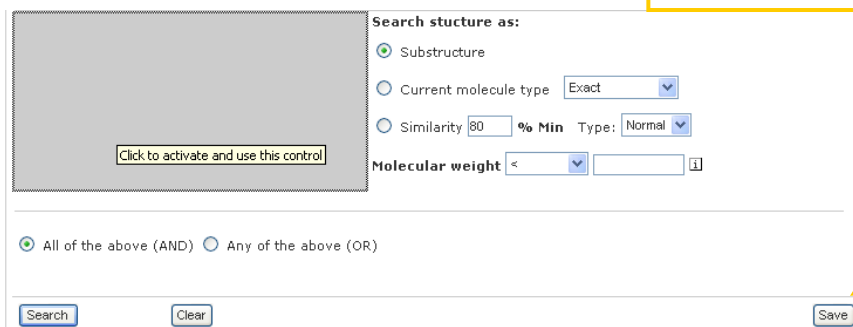 Search stucture as:
Substructure
Current molecule type Exact
Similarity 80 % Min Type: Normal
Click to activate and use this control
Molecular weight < i
All of the above (AND) Any of the above (OR)
Search Clear Save